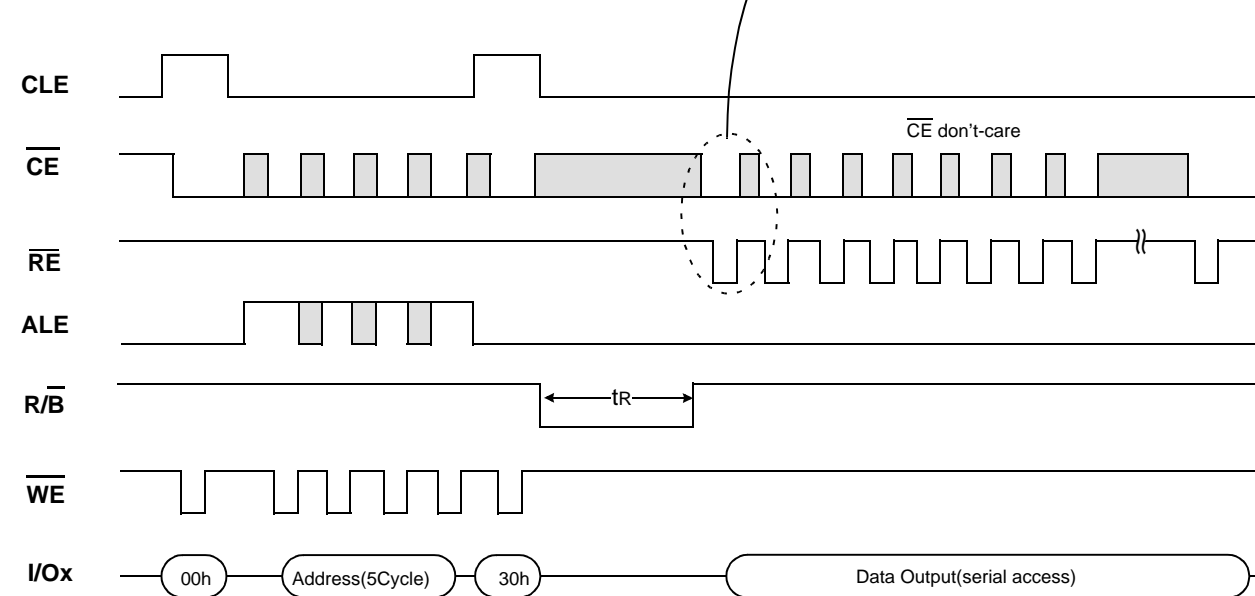 CLE
CE don't-care
CE
RE
ALE
R/B
tR
WE
I/Ox
00h
Address(5Cycle)
30h
Data Output(serial access)